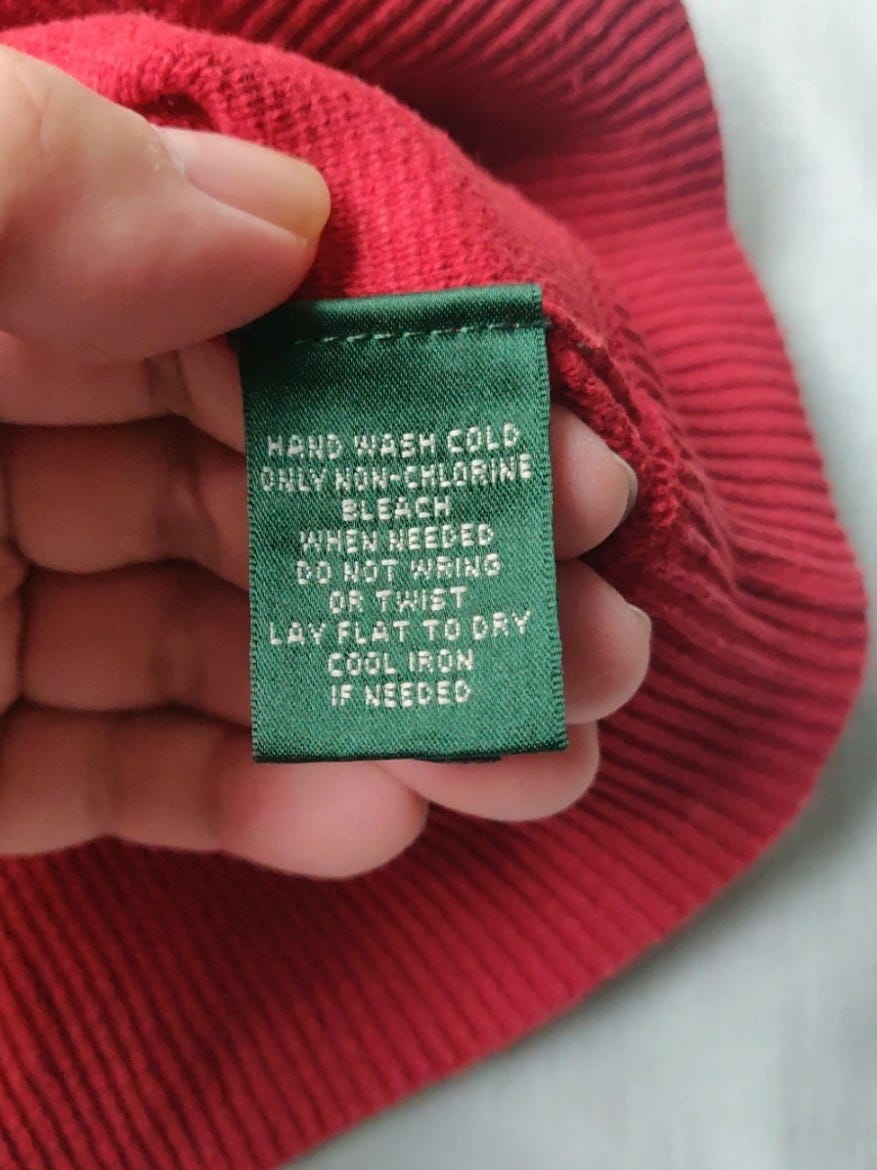 HAND WASH COLD
ONLY NON-CHLORINE
BLEACH
WHEN NEEDED
DO NOT WRING
OR TWIST
LAY FLAT TO DRY
COOL IRON
IF NEEDED